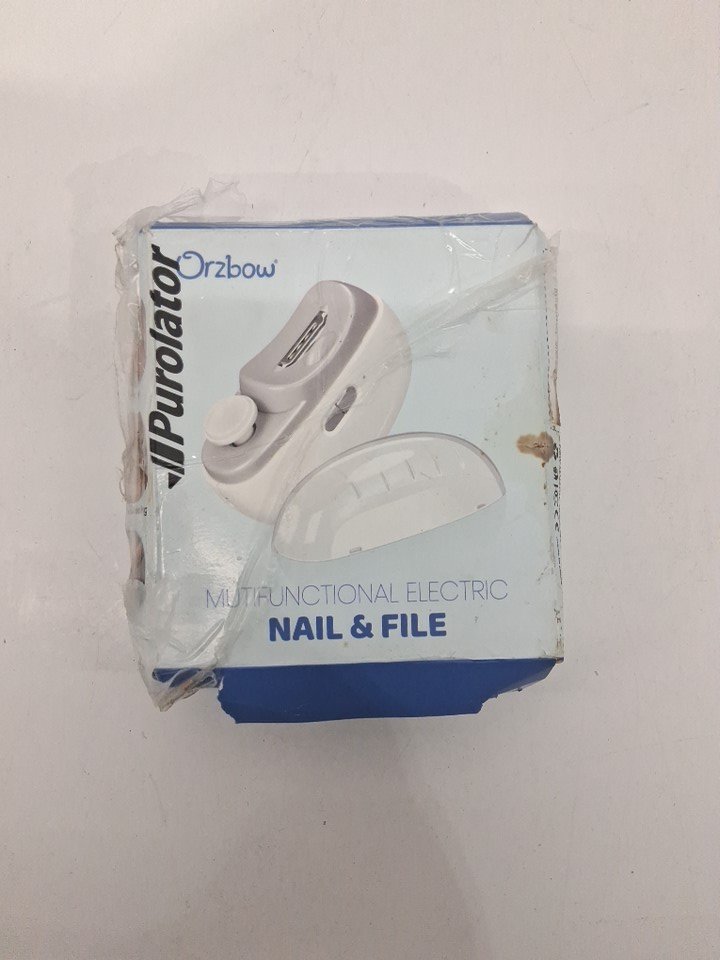 Orzbow
Purolator
MUTIFUNCTIONAL ELECTRIC
NAIL & FILE